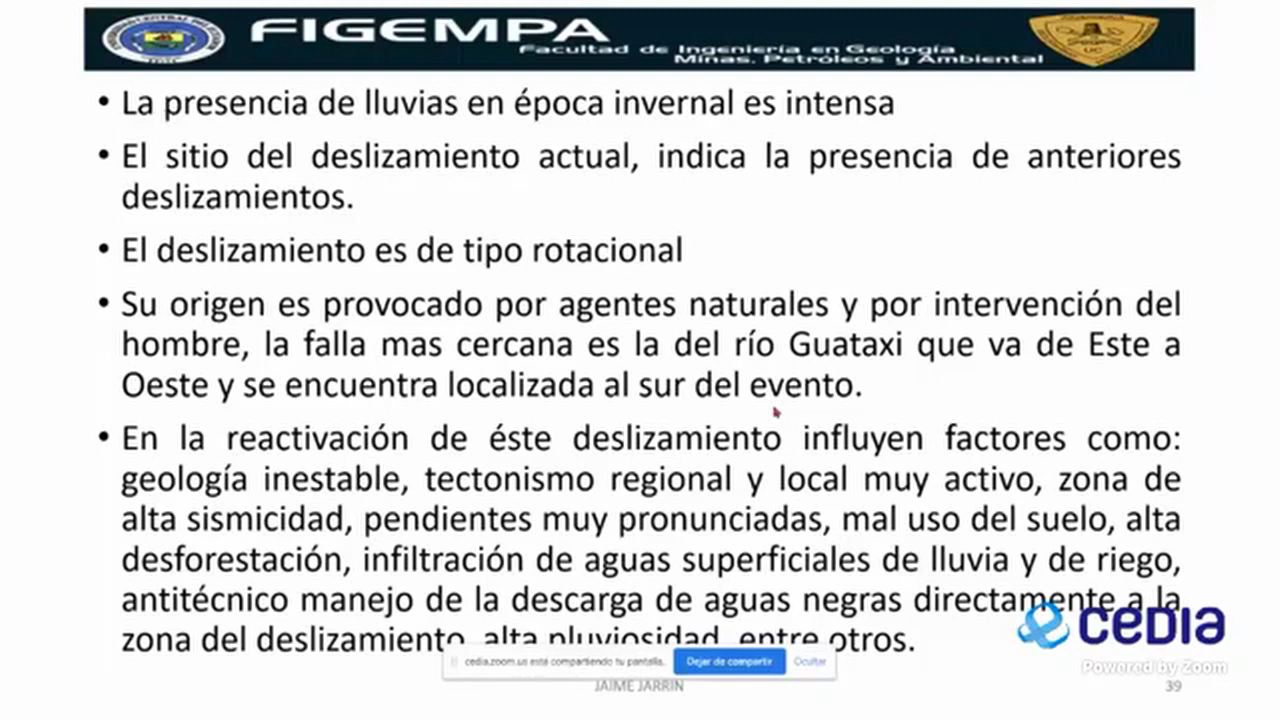 FIGEMPA
Facultad de Ingeniería en Geología
Minas, Petróleos y Ambiental
UC
• La presencia de lluvias en época invernal es intensa
• El sitio del deslizamiento actual, indica la presencia de anteriores
deslizamientos.
• El deslizamiento es de tipo rotacional
• Su origen es provocado por agentes naturales y por intervención del
hombre, la falla mas cercana es la del río Guataxi que va de Este a
Oeste y se encuentra localizada al sur del evento.
• En la reactivación de éste deslizamiento influyen factores como:
geología inestable, tectonismo regional y local muy activo, zona de
alta sismicidad, pendientes muy pronunciadas, mal uso del suelo, alta
desforestación, infiltración de aguas superficiales de lluvia y de riego,
antitécnico manejo de la descarga de aguas negras directamente a la
zona del deslizamiento, alta pluviosidad, entre otros.
cedia
Powered by Zoom
cedia.zoom.us está compartiendo tu pantalla.
Dejar de compartir
Ocultar
JAIME JARRIN
39